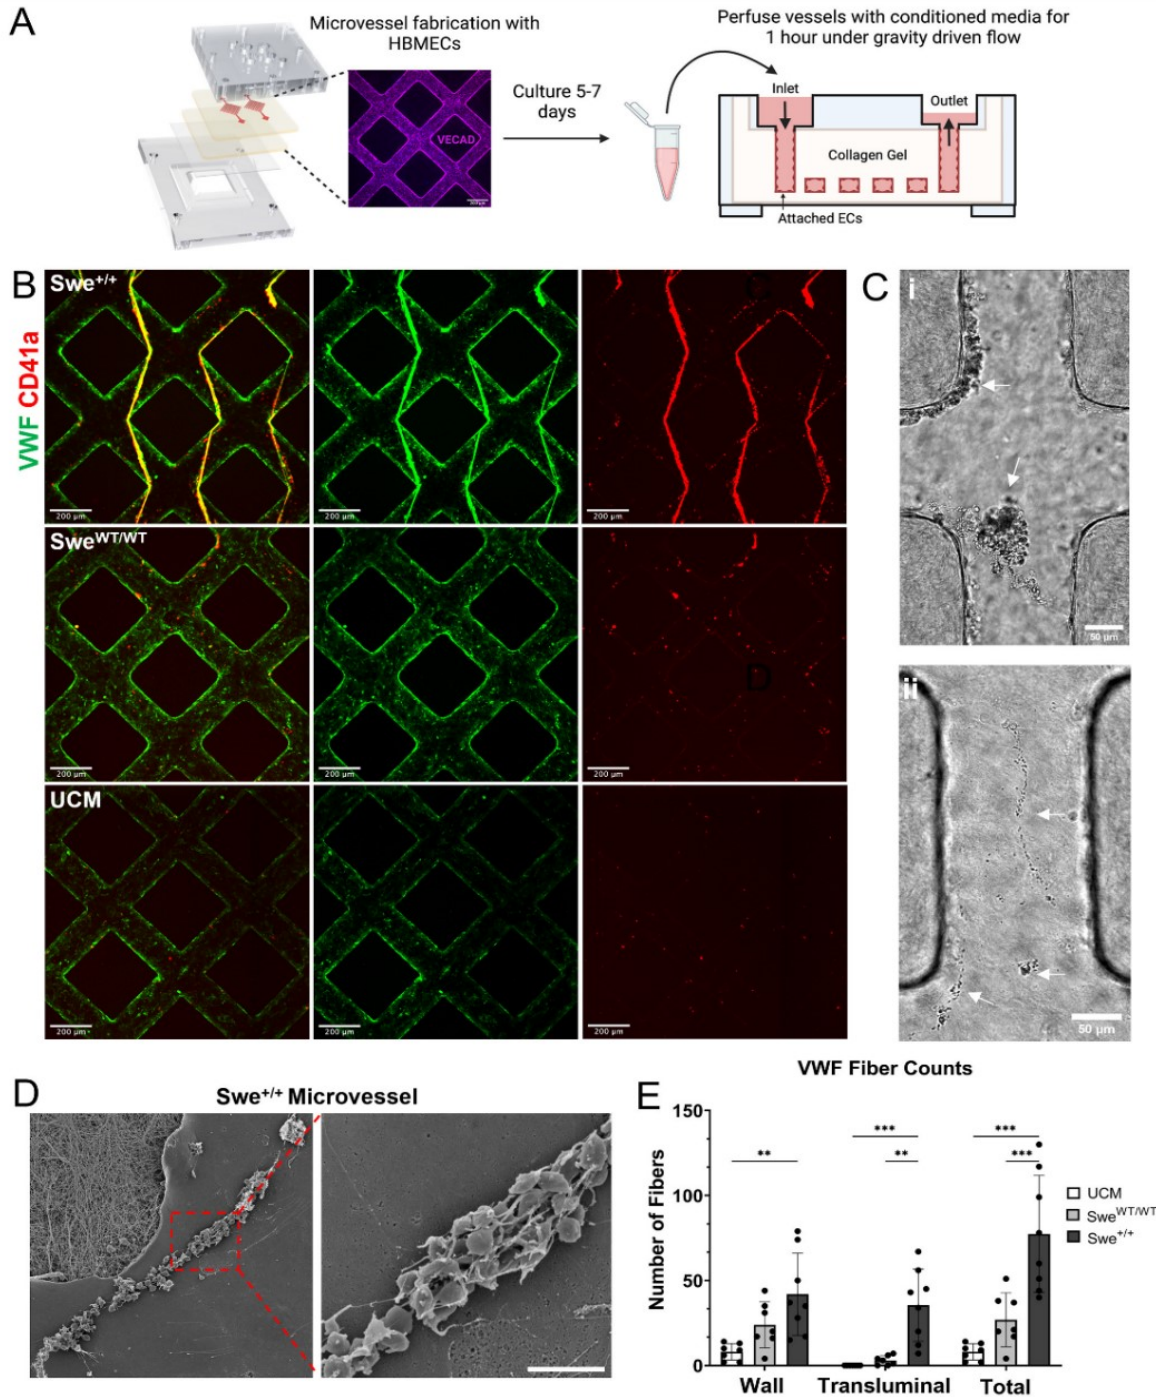 A
Microvessel fabrication with
HBMECs
VECAD
Culture 5-7
days
Perfuse vessels with conditioned media for
1 hour under gravity driven flow
Inlet
Outlet
Collagen Gel
Attached ECs
B
VWF CD41a
Swe+/+
200 µm
200 µm
200 µm
SweWT/WT
D
200 µm
200 µm
200 µm
UCM
200 µm
200 µm
200 µm
C
i
50 µm
ii
50 µm
D
Swe+/+ Microvessel
E
VWF Fiber Counts
Number of Fibers
150
100
50
0
**
***
**
***
***
Wall
Transluminal
Total
UCM
SweWT/WT
Swe+/+